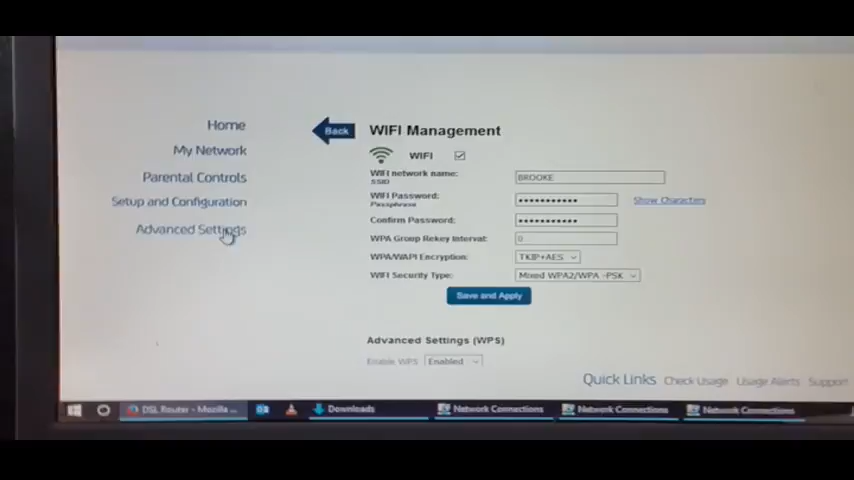 Home
My Network
Parental Controls
Setup and Configuration
Advanced Settings
Back
WIFI Management
WIFI
WIFI network name:
SSID
BROOKE
WIFI Password:
Passphrase
•••••••••••
Show Characters
Confirm Password:
•••••••••••
WPA Group Rekey Interval:
0
WPA/WAPI Encryption:
TKIP+AES
WIFI Security Type:
Mixed WPA2/WPA -PSK
Save and Apply
Advanced Settings (WPS)
Enable WPS
Enabled
Quick Links
Check Usage
Usage Alerts
Support
DSL Router - Mozilla ...
Downloads
Network Connections
Network Connections
Network Connections